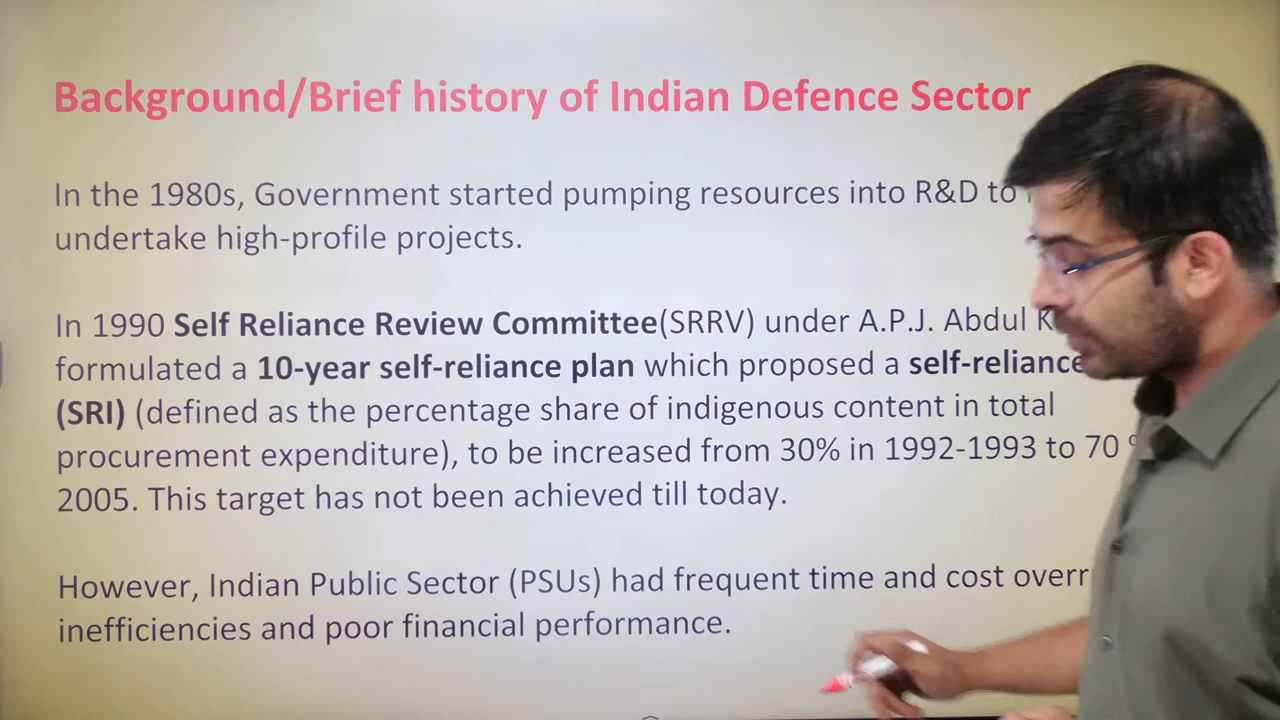 Background/Brief history of Indian Defence Sector
In the 1980s, Government started pumping resources into R&D to
undertake high-profile projects.
In 1990 Self Reliance Review Committee(SRRV) under A.P.J. Abdul
formulated a 10-year self-reliance plan which proposed a self-reliance
(SRI) (defined as the percentage share of indigenous content in total
procurement expenditure), to be increased from 30% in 1992-1993 to 70
2005. This target has not been achieved till today.
However, Indian Public Sector (PSUs) had frequent time and cost
inefficiencies and poor financial performance.